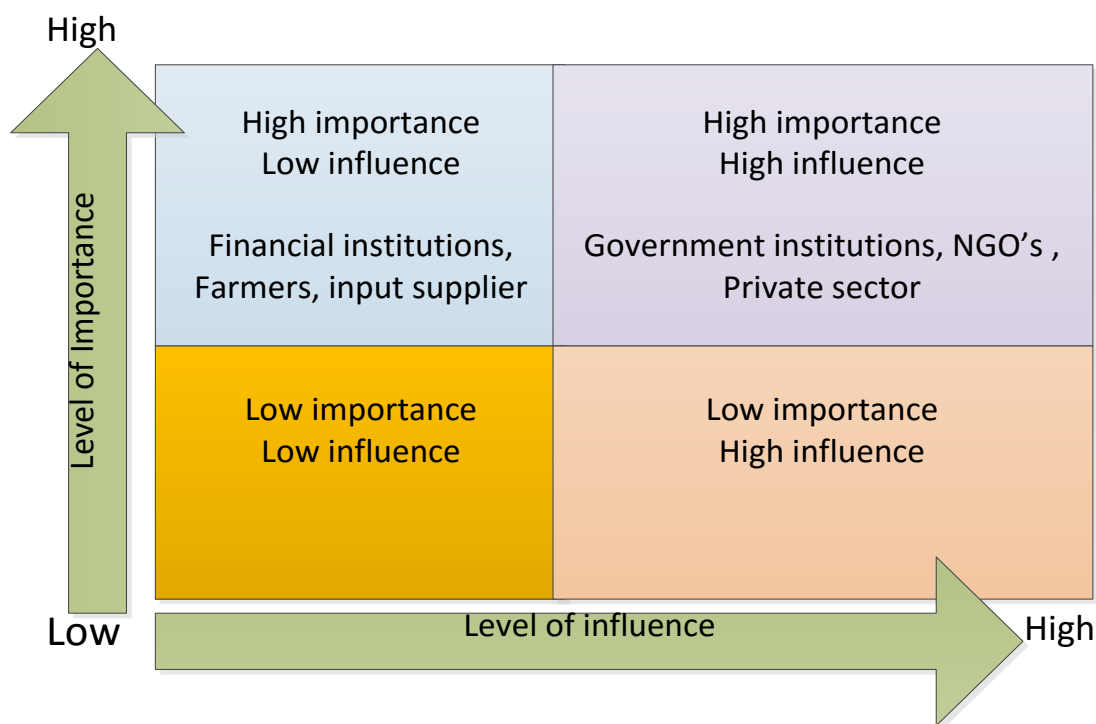 High
High importance
Low influence
Financial institutions,
Farmers, input supplier
High importance
High influence
Government institutions, NGO’s ,
Private sector
Level of Importance
Low importance
Low influence
Low importance
High influence
Low
Level of influence
High